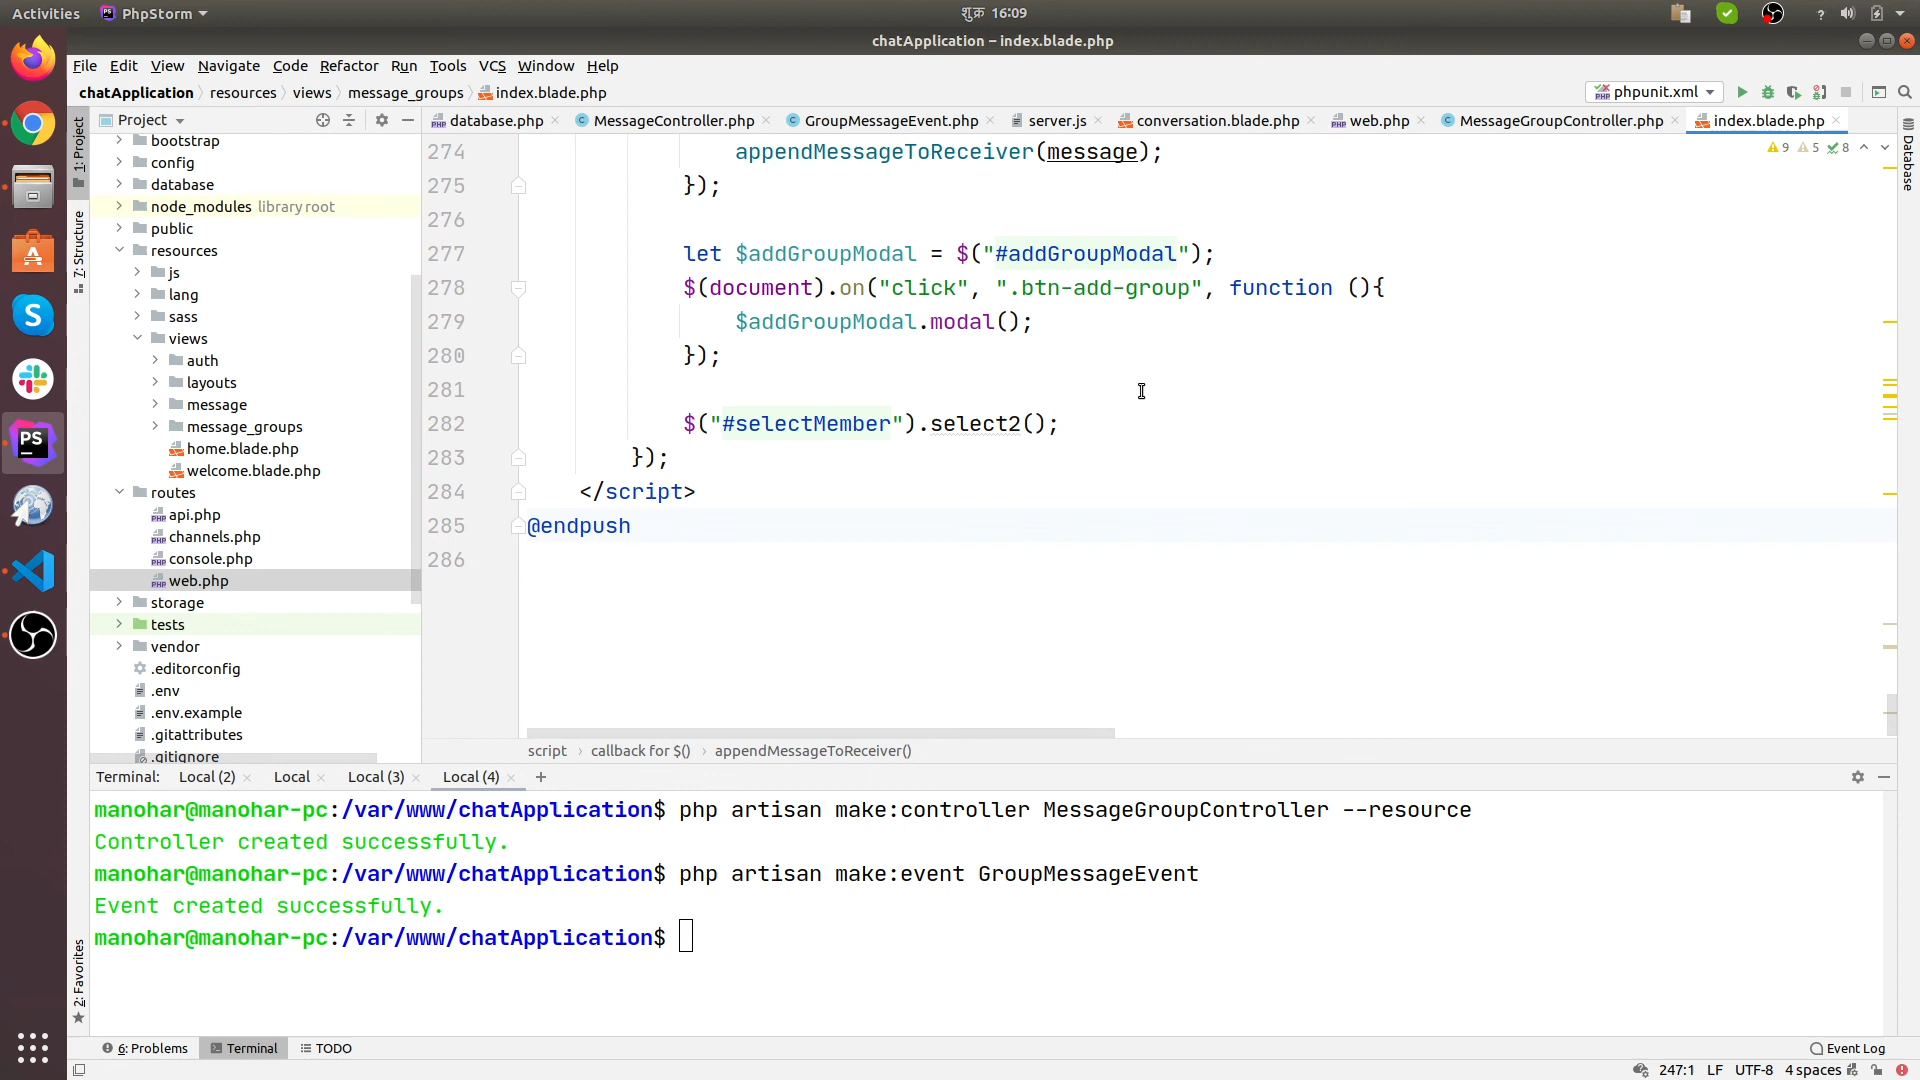 Activities PhpStorm शुक्र 16:09
chatApplication – index.blade.php
File Edit View Navigate Code Refactor Run Tools VCS Window Help
chatApplication resources views message_groups index.blade.php phpunit.xml
Project
database.php MessageController.php GroupMessageEvent.php server.js conversation.blade.php web.php MessageGroupController.php index.blade.php
1: Project
7: Structure
2: Favorites
Database
bootstrap
config
database
node_modules library root
public
resources
js
lang
sass
views
auth
layouts
message
message_groups
home.blade.php
welcome.blade.php
routes
api.php
channels.php
console.php
web.php
storage
tests
vendor
.editorconfig
.env
.env.example
.gitattributes
.gitignore
9 5 8
274 appendMessageToReceiver(message);
275 });
276
277 let $addGroupModal = $("#addGroupModal");
278 $(document).on("click", ".btn-add-group", function (){
279 $addGroupModal.modal();
280 });
281
282 $("#selectMember").select2();
283 });
284 </script>
285 @endpush
286
script › callback for $() › appendMessageToReceiver()
Terminal: Local (2) Local Local (3) Local (4)
manohar@manohar-pc:/var/www/chatApplication$ php artisan make:controller MessageGroupController --resource
Controller created successfully.
manohar@manohar-pc:/var/www/chatApplication$ php artisan make:event GroupMessageEvent
Event created successfully.
manohar@manohar-pc:/var/www/chatApplication$
6: Problems Terminal TODO Event Log
247:1 LF UTF-8 4 spaces